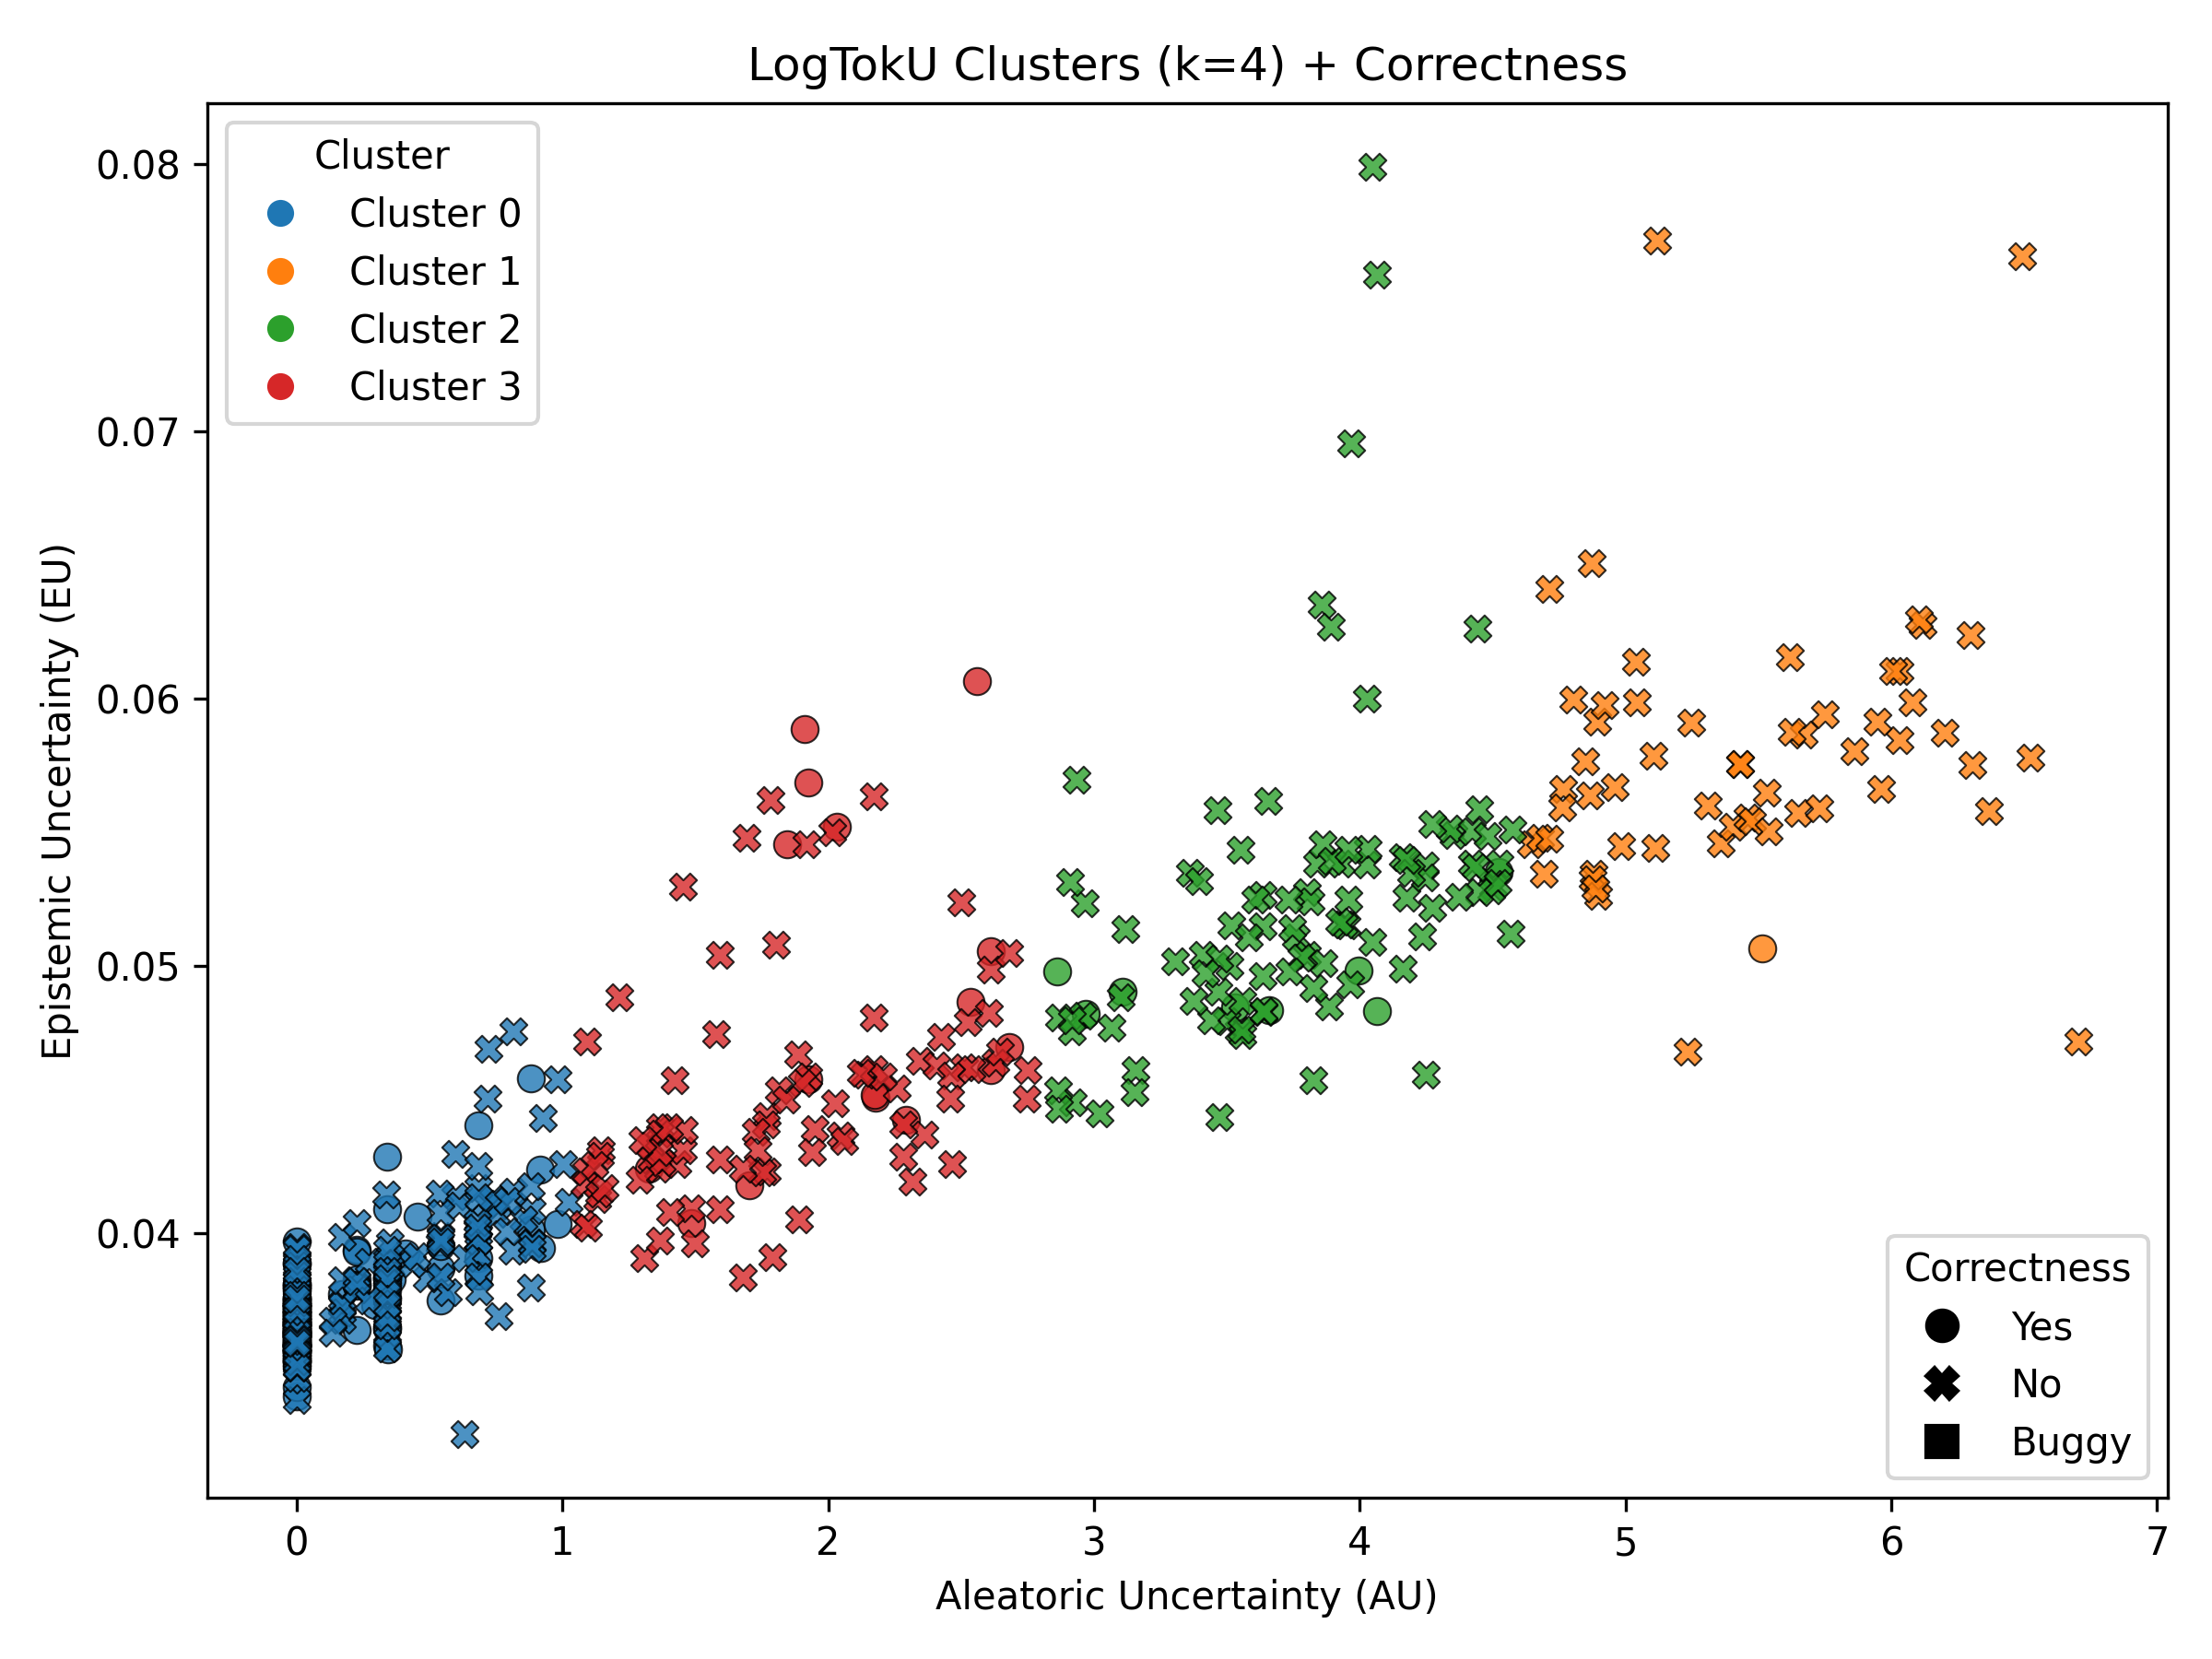 LogTokU Clusters (k=4) + Correctness
Cluster
Cluster 0
Cluster 1
Cluster 2
Cluster 3
0.08
0.07
0.06
0.05
0.04
Epistemic Uncertainty (EU)
Correctness
Yes
No
Buggy
0 1 2 3 4 5 6 7
Aleatoric Uncertainty (AU)